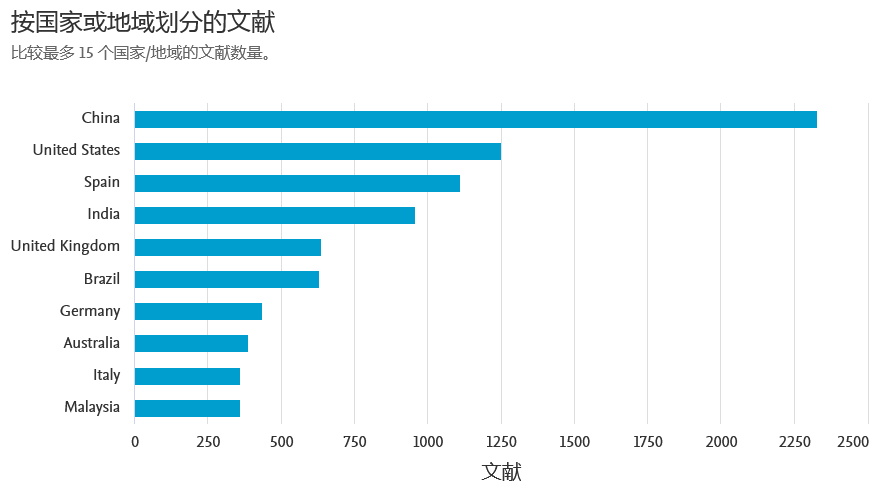 按国家或地域划分的文献
比较最多 15 个国家/地域的文献数量。
China
United States
Spain
India
United Kingdom
Brazil
Germany
Australia
Italy
Malaysia
0 250 500 750 1000 1250 1500 1750 2000 2250 2500
文献